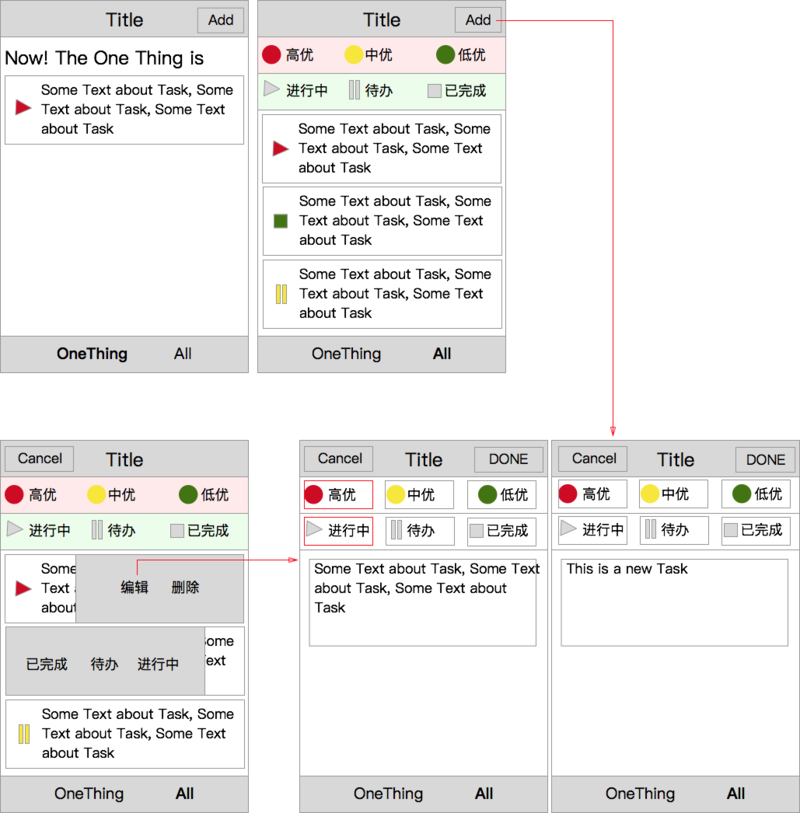 Title
Add
Now! The One Thing is
Some Text about Task, Some
Text about Task, Some Text
about Task
OneThing
All
Title
Add
高优
中优
低优
进行中
待办
已完成
Some Text about Task, Some
Text about Task, Some Text
about Task
Some Text about Task, Some
Text about Task, Some Text
about Task
Some Text about Task, Some
Text about Task, Some Text
about Task
OneThing
All
Cancel
Title
高优
中优
低优
进行中
待办
已完成
Some
Text
about
编辑
删除
已完成
待办
进行中
Some
Text
Some Text about Task, Some
Text about Task, Some Text
about Task
OneThing
All
Cancel
Title
DONE
高优
中优
低优
进行中
待办
已完成
Some Text about Task, Some Text
about Task, Some Text about
Task
OneThing
All
Cancel
Title
DONE
高优
中优
低优
进行中
待办
已完成
This is a new Task
OneThing
All